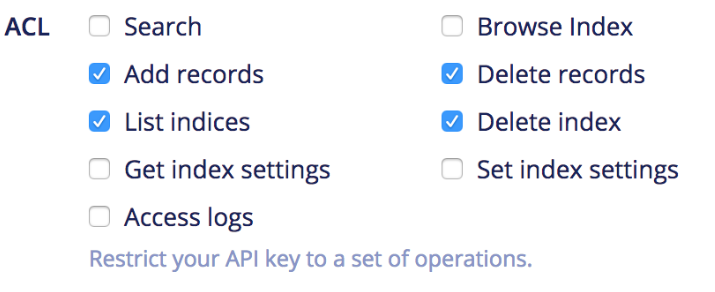 ACL Search Browse Index
Add records Delete records
List indices Delete index
Get index settings Set index settings
Access logs
Restrict your API key to a set of operations.